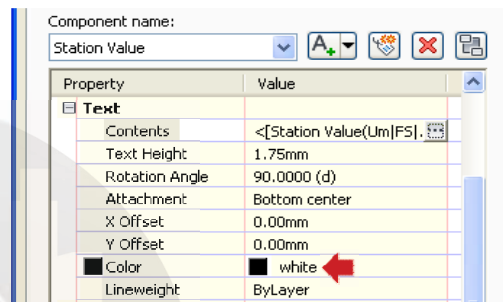 Component name:
Station Value
Property Value
Text
Contents <[Station Value(Um|FS|.
Text Height 1.75mm
Rotation Angle 90.0000 (d)
Attachment Bottom center
X Offset 0.00mm
Y Offset 0.00mm
Color white
Lineweight ByLayer